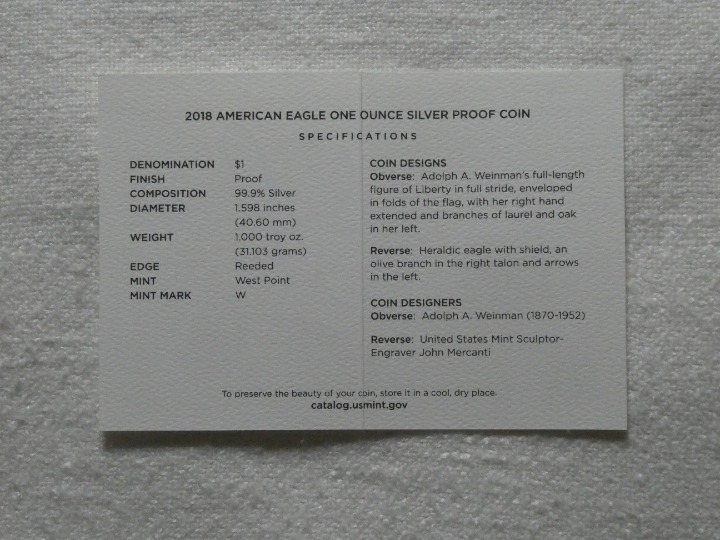 2018 AMERICAN EAGLE ONE OUNCE SILVER PROOF COIN
SPECIFICATIONS
DENOMINATION $1
FINISH Proof
COMPOSITION 99.9% Silver
DIAMETER 1.598 inches
(40.60 mm)
WEIGHT 1.000 troy oz.
(31.103 grams)
EDGE Reeded
MINT West Point
MINT MARK W
COIN DESIGNS
Obverse: Adolph A. Weinman's full-length
figure of Liberty in full stride, enveloped
in folds of the flag, with her right hand
extended and branches of laurel and oak
in her left.
Reverse: Heraldic eagle with shield, an
olive branch in the right talon and arrows
in the left.
COIN DESIGNERS
Obverse: Adolph A. Weinman (1870-1952)
Reverse: United States Mint Sculptor-
Engraver John Mercanti
To preserve the beauty of your coin, store it in a cool, dry place.
catalog.usmint.gov